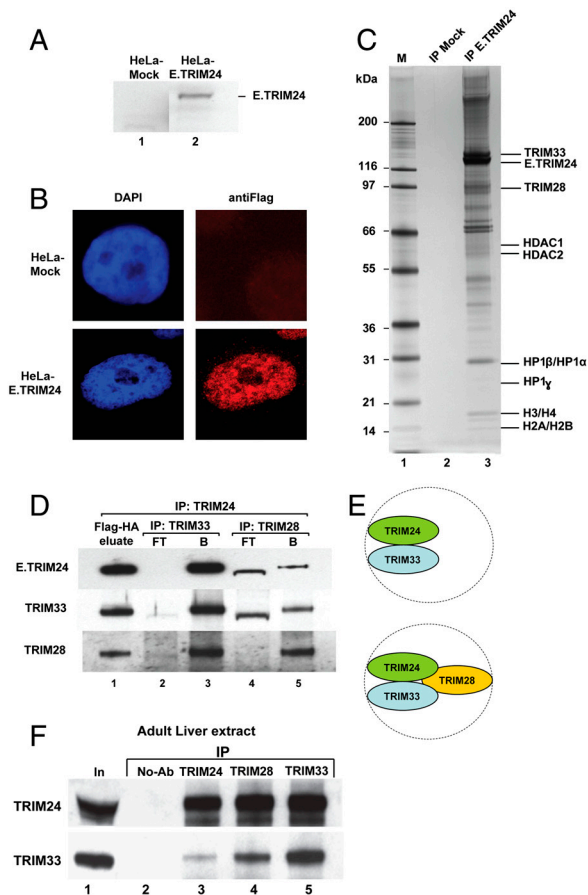 A
HeLa-
Mock
HeLa-
E.TRIM24
– E.TRIM24
1 2
B
DAPI antiFlag
HeLa-
Mock
HeLa-
E.TRIM24
C
M IP Mock IP E.TRIM24
kDa
200
116
97
66
55
36
31
21
14
TRIM33
E.TRIM24
TRIM28
HDAC1
HDAC2
HP1β/HP1α
HP1γ
H3/H4
H2A/H2B
1 2 3
D
IP: TRIM24
Flag-HA
eluate
IP: TRIM33 IP: TRIM28
FT B FT B
E.TRIM24
TRIM33
TRIM28
1 2 3 4 5
E
TRIM24
TRIM33
TRIM24
TRIM28
TRIM33
F
Adult Liver extract
IP
In No-Ab TRIM24 TRIM28 TRIM33
TRIM24
TRIM33
1 2 3 4 5